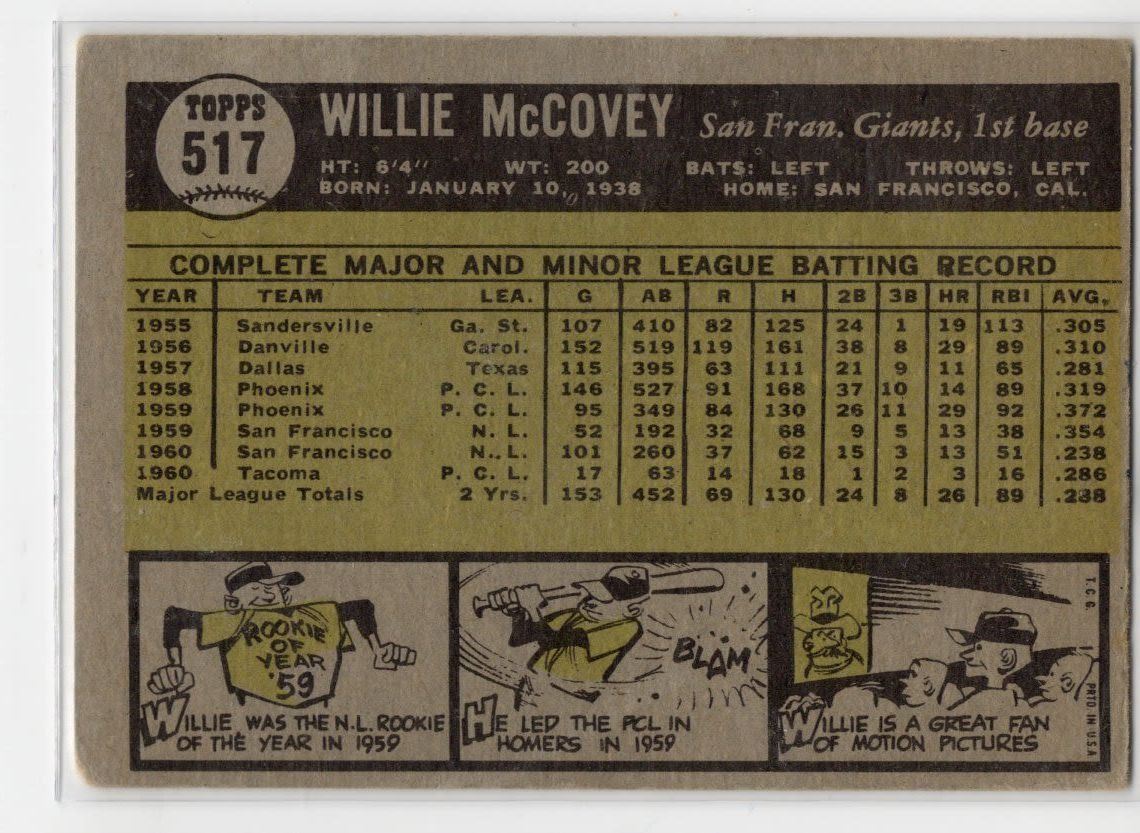 TOPPS
517
WILLIE McCOVEY San Fran. Giants, 1st base
HT: 6'4" WT: 200 BATS: LEFT THROWS: LEFT
BORN: JANUARY 10, 1938 HOME: SAN FRANCISCO, CAL.
COMPLETE MAJOR AND MINOR LEAGUE BATTING RECORD
YEAR TEAM LEA. G AB R H 2B 3B HR RBI AVG.
1955 Sandersville Ga. St. 107 410 82 125 24 1 19 113 .305
1956 Danville Carol. 152 519 119 161 38 8 29 89 .310
1957 Dallas Texas 115 395 63 111 21 9 11 65 .281
1958 Phoenix P. C. L. 146 527 91 168 37 10 14 89 .319
1959 Phoenix P. C. L. 95 349 84 130 26 11 29 92 .372
1959 San Francisco N. L. 52 192 32 68 9 5 13 38 .354
1960 San Francisco N. L. 101 260 37 62 15 3 13 51 .238
1960 Tacoma P. C. L. 17 63 14 18 1 2 3 16 .286
Major League Totals 2 Yrs. 153 452 69 130 24 8 26 89 .288
ROOKIE
OF
YEAR
'59
WILLIE WAS THE N.L. ROOKIE
OF THE YEAR IN 1959
BLAM
HE LED THE PCL IN
HOMERS IN 1959
WILLIE IS A GREAT FAN
OF MOTION PICTURES
T.C.G.
PRTD IN U.S.A.